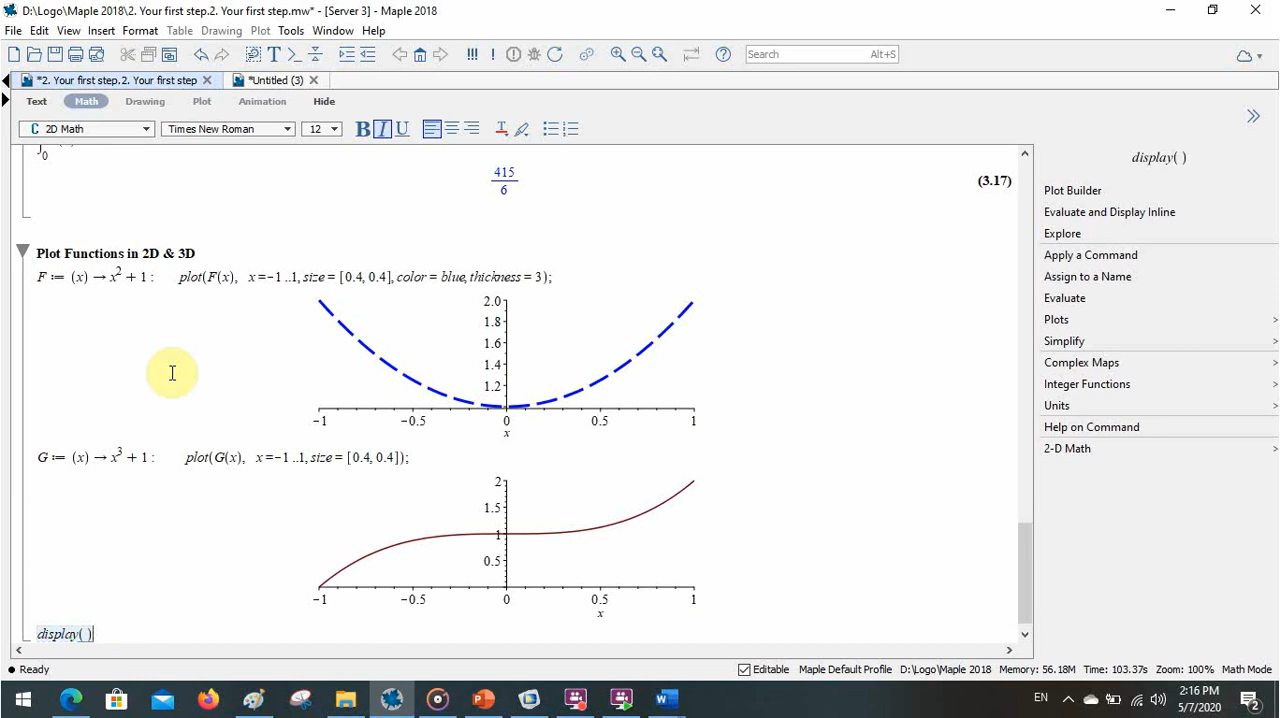 D:\Logo\Maple 2018\2. Your first step.2. Your first step.mw* - [Server 3] - Maple 2018
File Edit View Insert Format Table Drawing Plot Tools Window Help
Search Alt+S
*2. Your first step.2. Your first step *Untitled (3)
Text Math Drawing Plot Animation Hide
C 2D Math Times New Roman 12 B I U
0
415
6
(3.17)
Plot Functions in 2D & 3D
F := (x) → x² + 1 : plot(F(x), x = −1 ..1, size = [0.4, 0.4], color = blue, thickness = 3);
2.0
1.8
1.6
1.4
1.2
−1 −0.5 0 0.5 1
x
G := (x) → x³ + 1 : plot(G(x), x = −1 ..1, size = [0.4, 0.4]);
2
1.5
1
0.5
−1 −0.5 0 0.5 1
x
display( )
display( )
Plot Builder
Evaluate and Display Inline
Explore
Apply a Command
Assign to a Name
Evaluate
Plots
Simplify
Complex Maps
Integer Functions
Units
Help on Command
2-D Math
Ready Editable Maple Default Profile D:\Logo\Maple 2018 Memory: 56.18M Time: 103.37s Zoom: 100% Math Mode
EN 2:16 PM
5/7/2020
2